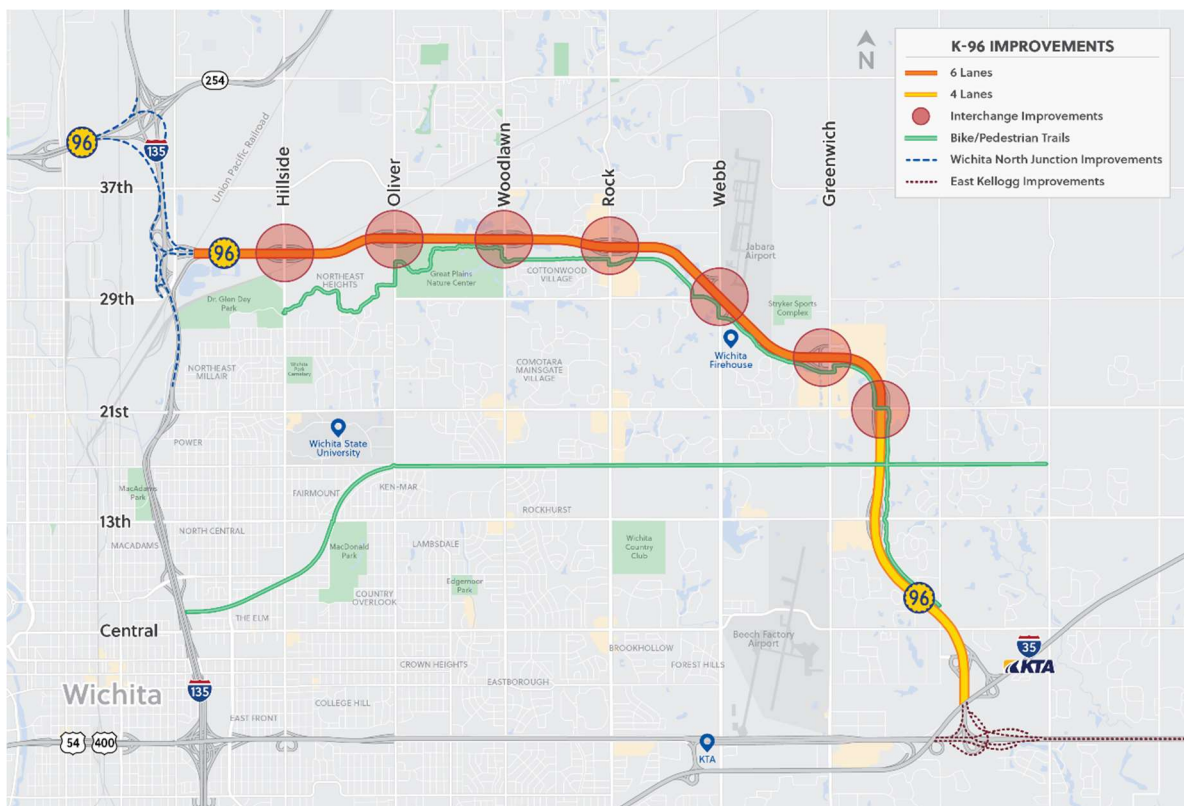 K-96 IMPROVEMENTS
6 Lanes
4 Lanes
Interchange Improvements
Bike/Pedestrian Trails
Wichita North Junction Improvements
East Kellogg Improvements
N
254
96
135
Union Pacific Railroad
37th
Hillside
Oliver
Woodlawn
Rock
Webb
Greenwich
96
Jabara
Airport
NORTHEAST
HEIGHTS
Great Plains
Nature Center
COTTONWOOD
VILLAGE
29th
Dr. Glen Dey
Park
Stryker Sports
Complex
Wichita
Firehouse
NORTHEAST
MILLAIR
Park
Cemetery
COMOTARA
MAINSGATE
VILLAGE
21st
POWER
Wichita State
University
MacAdams
Park
FAIRMOUNT
KEN-MAR
ROCKHURST
13th
NORTH CENTRAL
MACADAMS
MacDonald
Park
LAMBSDALE
Wichita
Country
Club
Edgemoor
Park
COUNTRY
OVERLOOK
96
THE ELM
Central
Beech Factory
Airport
BROOKHOLLOW
FOREST HILLS
35
KTA
CROWN HEIGHTS
EASTBOROUGH
Wichita
135
COLLEGE HILL
EAST FRONT
54
400
KTA